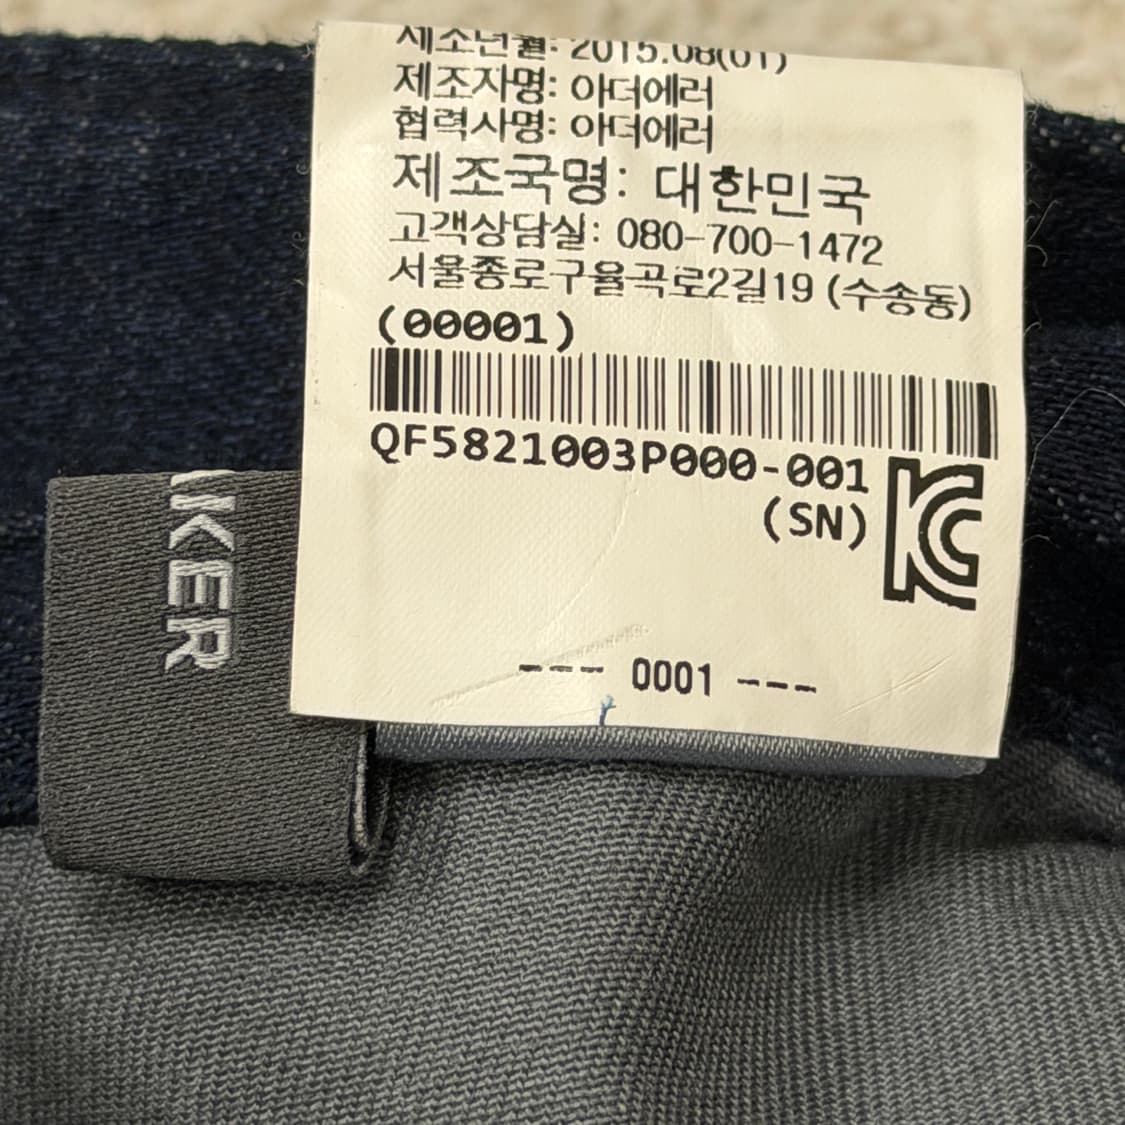 제조년월: 2015.08(01)
제조자명: 아더에러
협력사명: 아더에러
제조국명: 대한민국
고객상담실: 080-700-1472
서울종로구율곡로2길19 (수송동)
(00001)
QF5821003P000-001
(SN)
KC
--- 0001 ---
KER